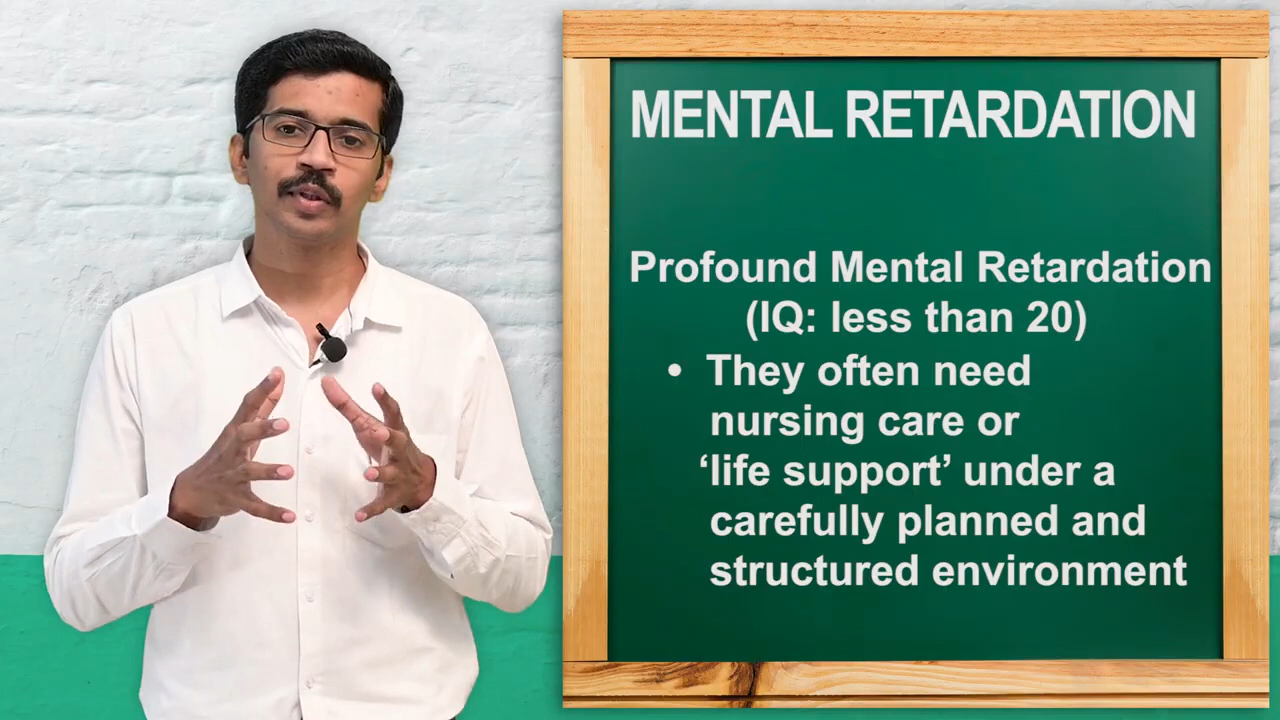 MENTAL RETARDATION
Profound Mental Retardation
(IQ: less than 20)
• They often need
nursing care or
‘life support’ under a
carefully planned and
structured environment